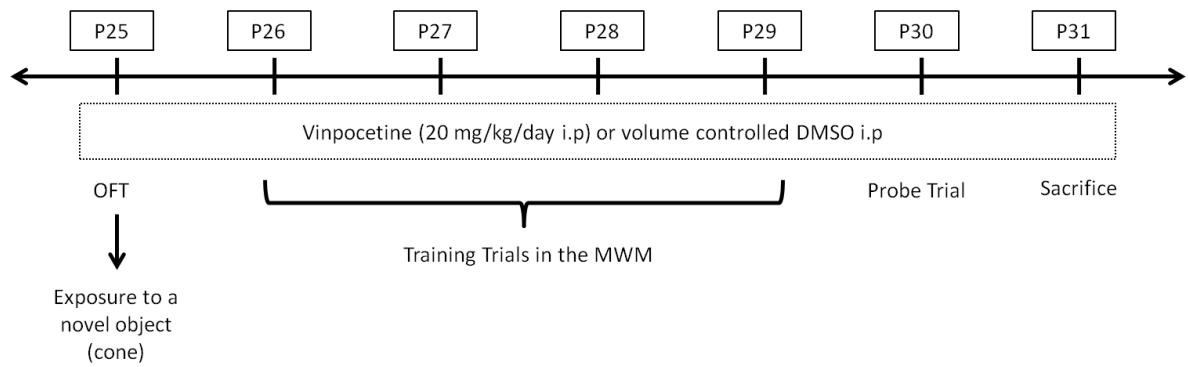 P25 P26 P27 P28 P29 P30 P31
Vinpocetine (20 mg/kg/day i.p) or volume controlled DMSO i.p
OFT
Probe Trial
Sacrifice
Training Trials in the MWM
Exposure to a
novel object
(cone)